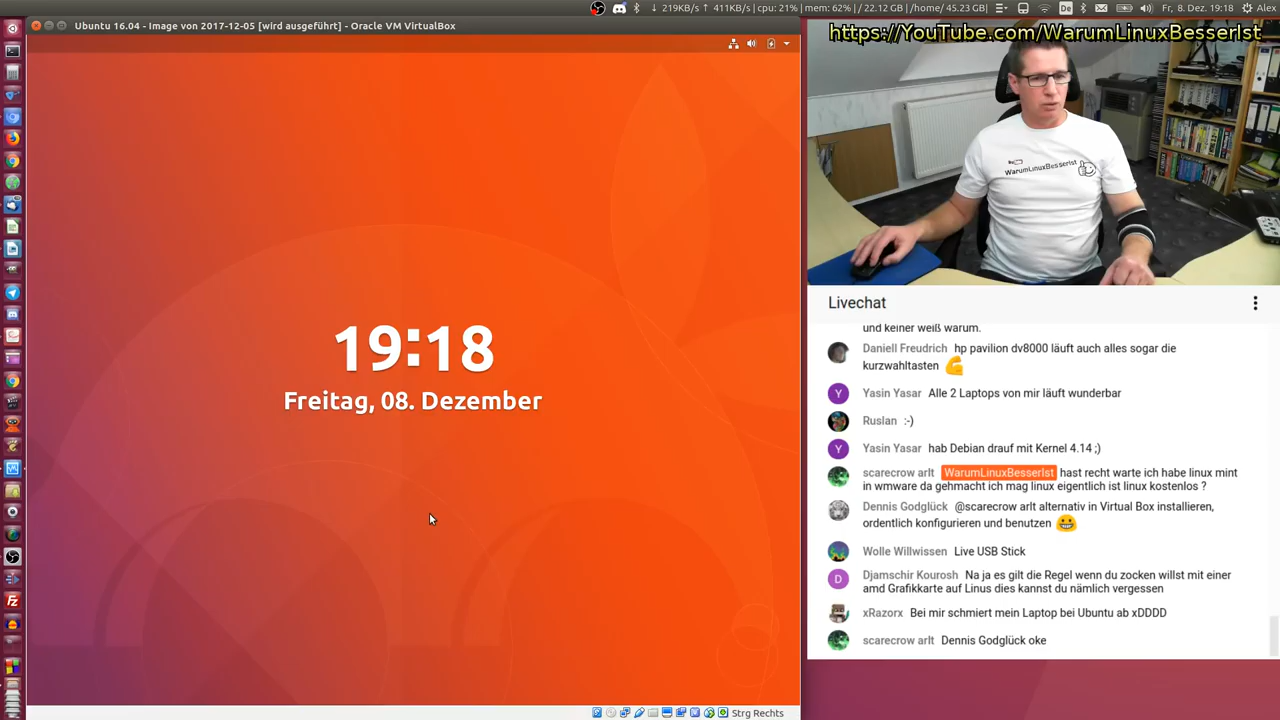 ↓ 219KB/s ↑ 411KB/s | cpu: 21% | mem: 62% / 22.12 GB | /home/ 45.23 GB | De Fr, 8. Dez, 19:18 Alex
Ubuntu 16.04 - Image von 2017-12-05 [wird ausgeführt] - Oracle VM VirtualBox
https://YouTube.com/WarumLinuxBesserIst
WarumLinuxBesserIst
19:18
Freitag, 08. Dezember
Strg Rechts
Livechat
und keiner weiß warum.
Daniell Freudrich hp pavilion dv8000 läuft auch alles sogar die
kurzwahltasten 💪
Y Yasin Yasar Alle 2 Laptops von mir läuft wunderbar
Ruslan :-)
Y Yasin Yasar hab Debian drauf mit Kernel 4.14 ;)
scarecrow arlt WarumLinuxBesserIst hast recht warte ich habe linux mint
in wmware da gehmacht ich mag linux eigentlich ist linux kostenlos ?
Dennis Godglück @scarecrow arlt alternativ in Virtual Box installieren,
ordentlich konfigurieren und benutzen 😁
Wolle Willwissen Live USB Stick
D Djamschir Kourosh Na ja es gilt die Regel wenn du zocken willst mit einer
amd Grafikkarte auf Linus dies kannst du nämlich vergessen
xRazorx Bei mir schmiert mein Laptop bei Ubuntu ab xDDDD
scarecrow arlt Dennis Godglück oke